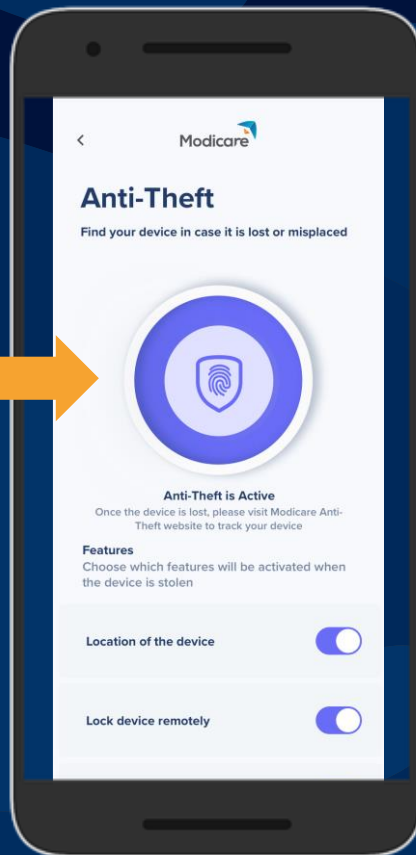 Modicare
Anti-Theft
Find your device in case it is lost or misplaced
Anti-Theft is Active
Once the device is lost, please visit Modicare Anti-
Theft website to track your device
Features
Choose which features will be activated when
the device is stolen
Location of the device
Lock device remotely